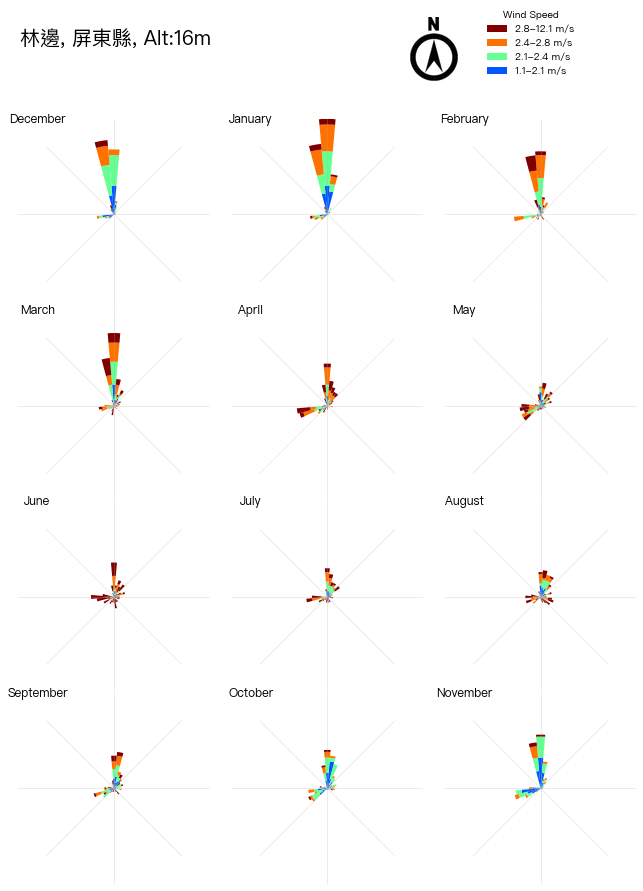 林邊, 屏東縣, Alt:16m
N
Wind Speed
2.8–12.1 m/s
2.4–2.8 m/s
2.1–2.4 m/s
1.1–2.1 m/s
December
January
February
March
April
May
June
July
August
September
October
November